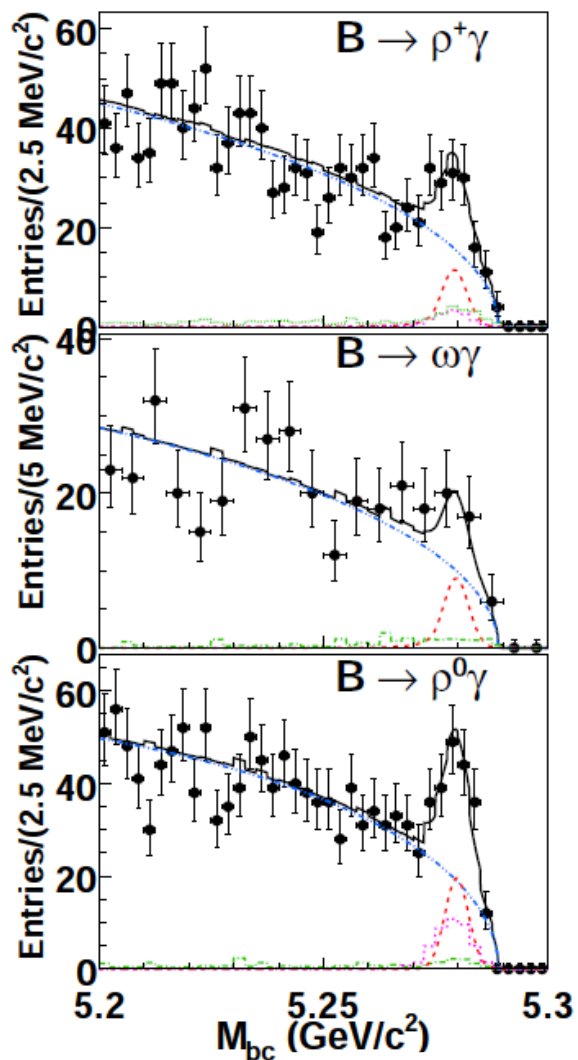 B → ρ⁺γ
Entries/(2.5 MeV/c²)
60
40
20
0
B → ωγ
Entries/(5 MeV/c²)
40
20
0
B → ρ⁰γ
Entries/(2.5 MeV/c²)
60
40
20
0
5.2 5.25 5.3
M_bc (GeV/c²)